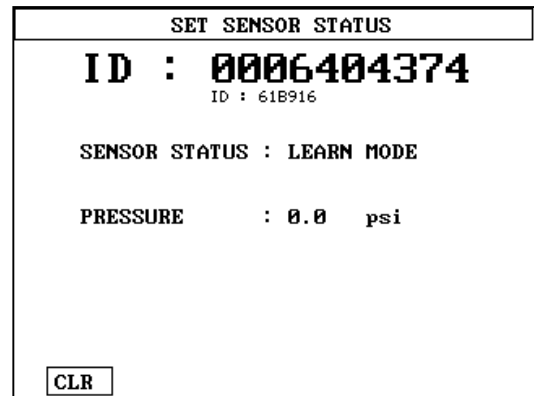 SET SENSOR STATUS
ID : 0006404374
ID : 61B916
SENSOR STATUS : LEARN MODE
PRESSURE : 0.0 psi
CLR